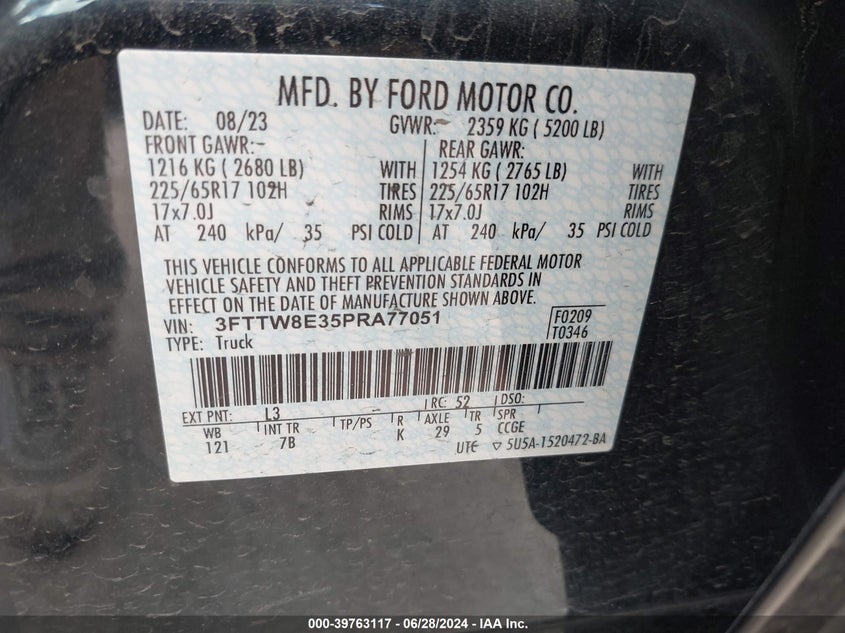 MFD. BY FORD MOTOR CO.
DATE: 08/23 GVWR:- 2359 KG ( 5200 LB)
FRONT GAWR:- REAR GAWR:
1216 KG ( 2680 LB) WITH 1254 KG ( 2765 LB) WITH
225/65R17 102H TIRES 225/65R17 102H TIRES
17x7.0J RIMS 17x7.0J RIMS
AT 240 kPa/ 35 PSI COLD AT 240 kPa/ 35 PSI COLD
THIS VEHICLE CONFORMS TO ALL APPLICABLE FEDERAL MOTOR
VEHICLE SAFETY AND THEFT PREVENTION STANDARDS IN
EFFECT ON THE DATE OF MANUFACTURE SHOWN ABOVE.
VIN: 3FTTW8E35PRA77051 F0209
TYPE: Truck T0346
EXT PNT: L3 RC: 52 DSO:
WB INT TR TP/PS R AXLE TR SPR
121 7B K 29 5 CCGE
UTC ▽ 5U5A-1520472-BA
000-39763117 - 06/28/2024 - IAA Inc.